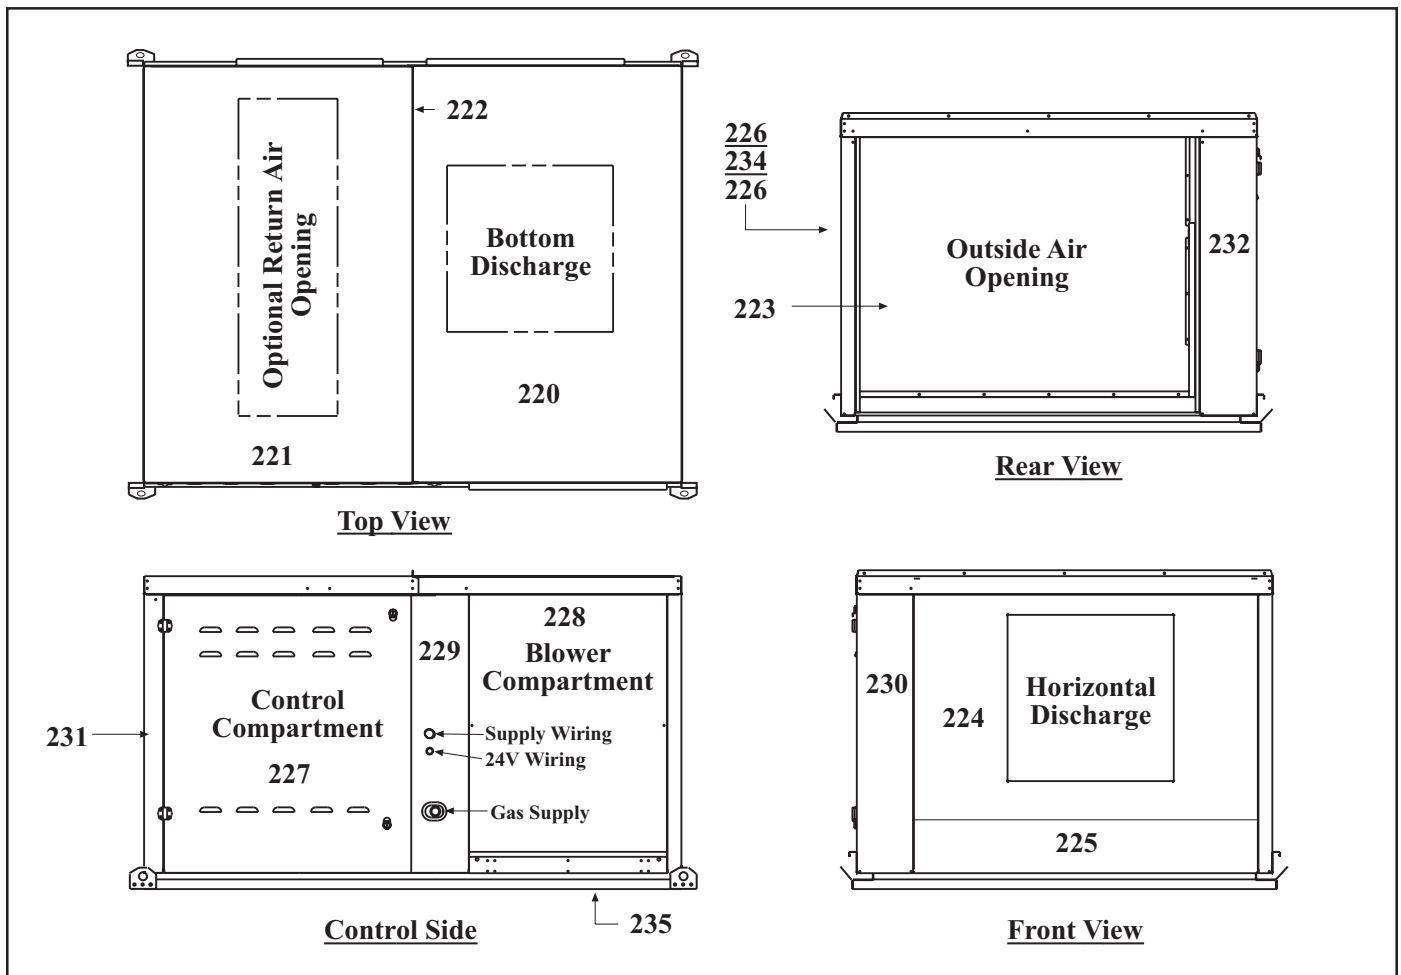 222
Optional Return Air
Opening
Bottom
Discharge
220
221
Top View
226
234
226
Outside Air
Opening
232
223
Rear View
228
229
Blower
Compartment
Control
Compartment
231
Supply Wiring
24V Wiring
227
Gas Supply
Control Side
235
230
224
Horizontal
Discharge
225
Front View